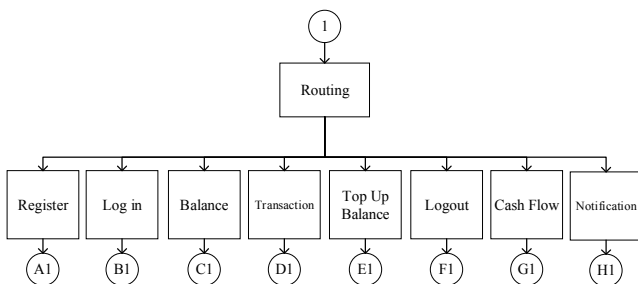 1
Routing
Register
Log in
Balance
Transaction
Top Up
Balance
Logout
Cash Flow
Notification
A1
B1
C1
D1
E1
F1
G1
H1